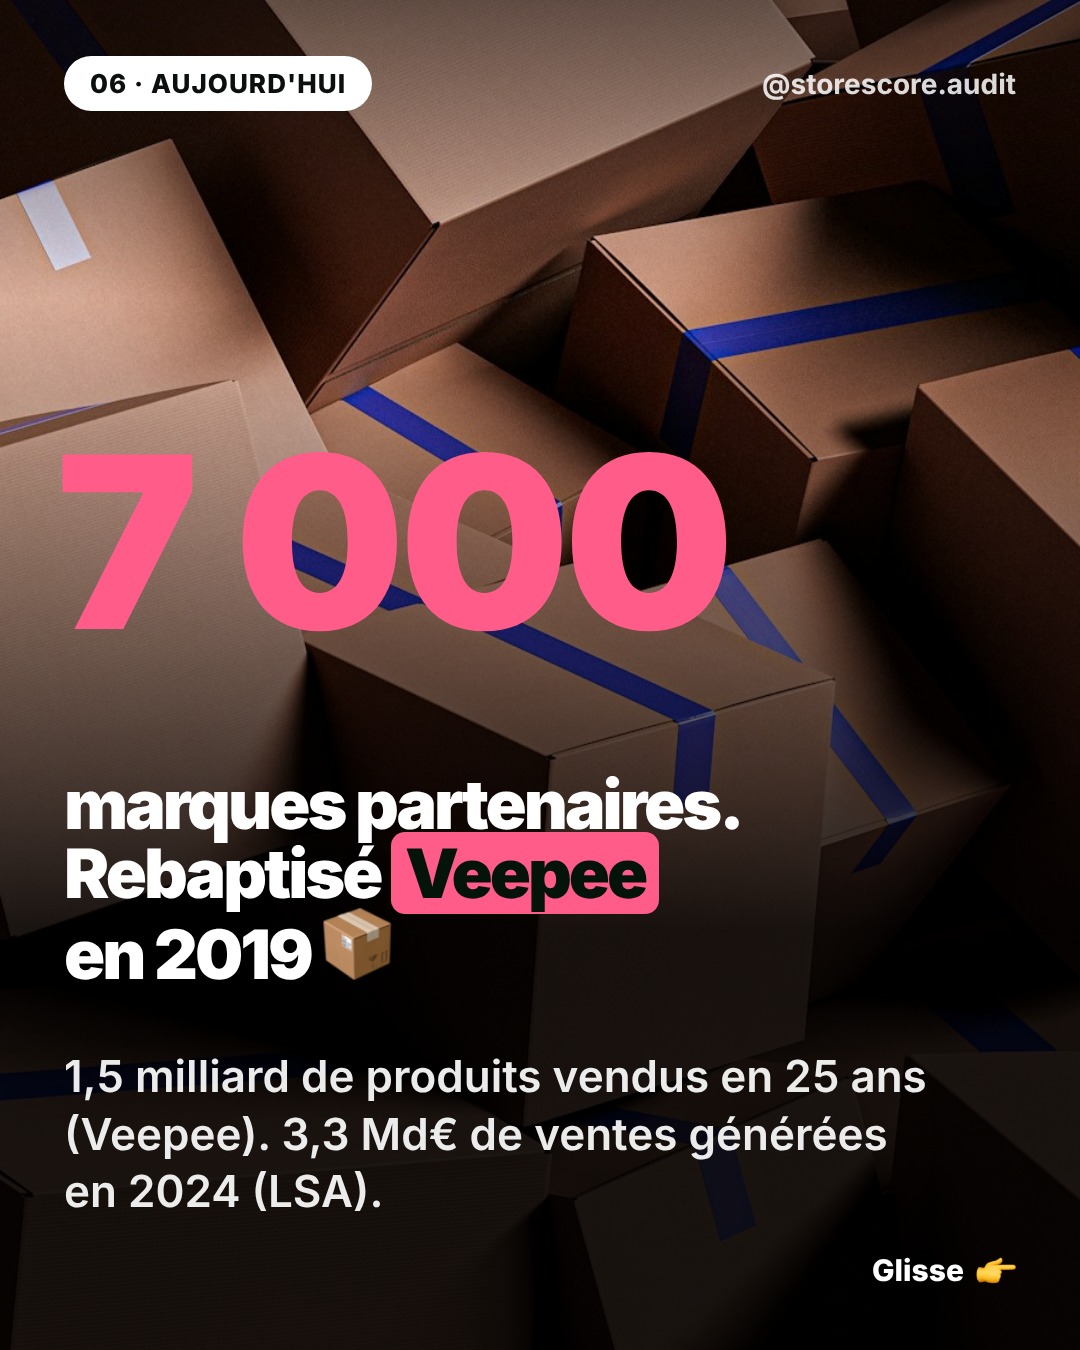 06 · AUJOURD'HUI
@storescore.audit
7 000
marques partenaires.
Rebaptisé Veepee
en 2019 📦
1,5 milliard de produits vendus en 25 ans
(Veepee). 3,3 Md€ de ventes générées
en 2024 (LSA).
Glisse 👉